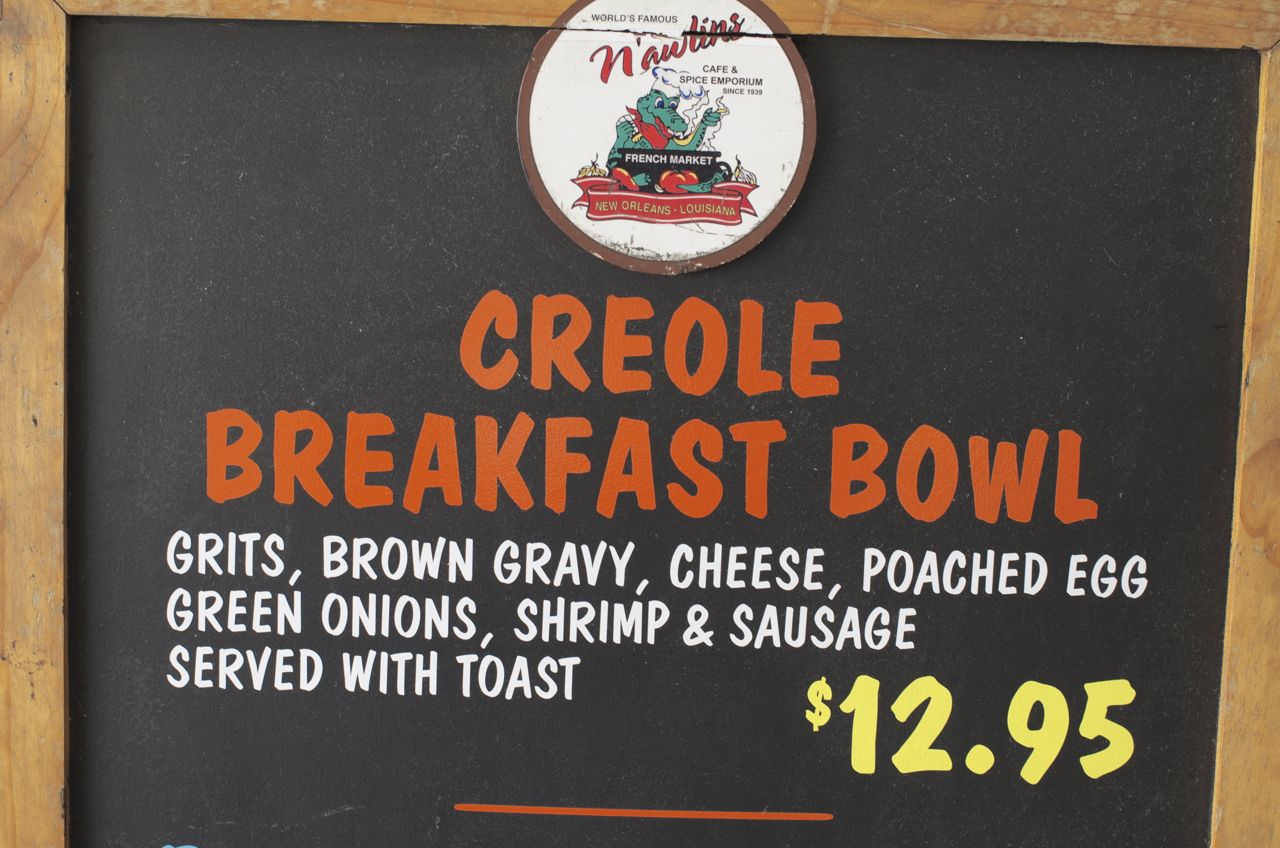 WORLD'S FAMOUS
N'awlins
CAFE &
SPICE EMPORIUM
SINCE 1939
FRENCH MARKET
NEW ORLEANS · LOUISIANA
CREOLE
BREAKFAST BOWL
GRITS, BROWN GRAVY, CHEESE, POACHED EGG
GREEN ONIONS, SHRIMP & SAUSAGE
SERVED WITH TOAST
$12.95